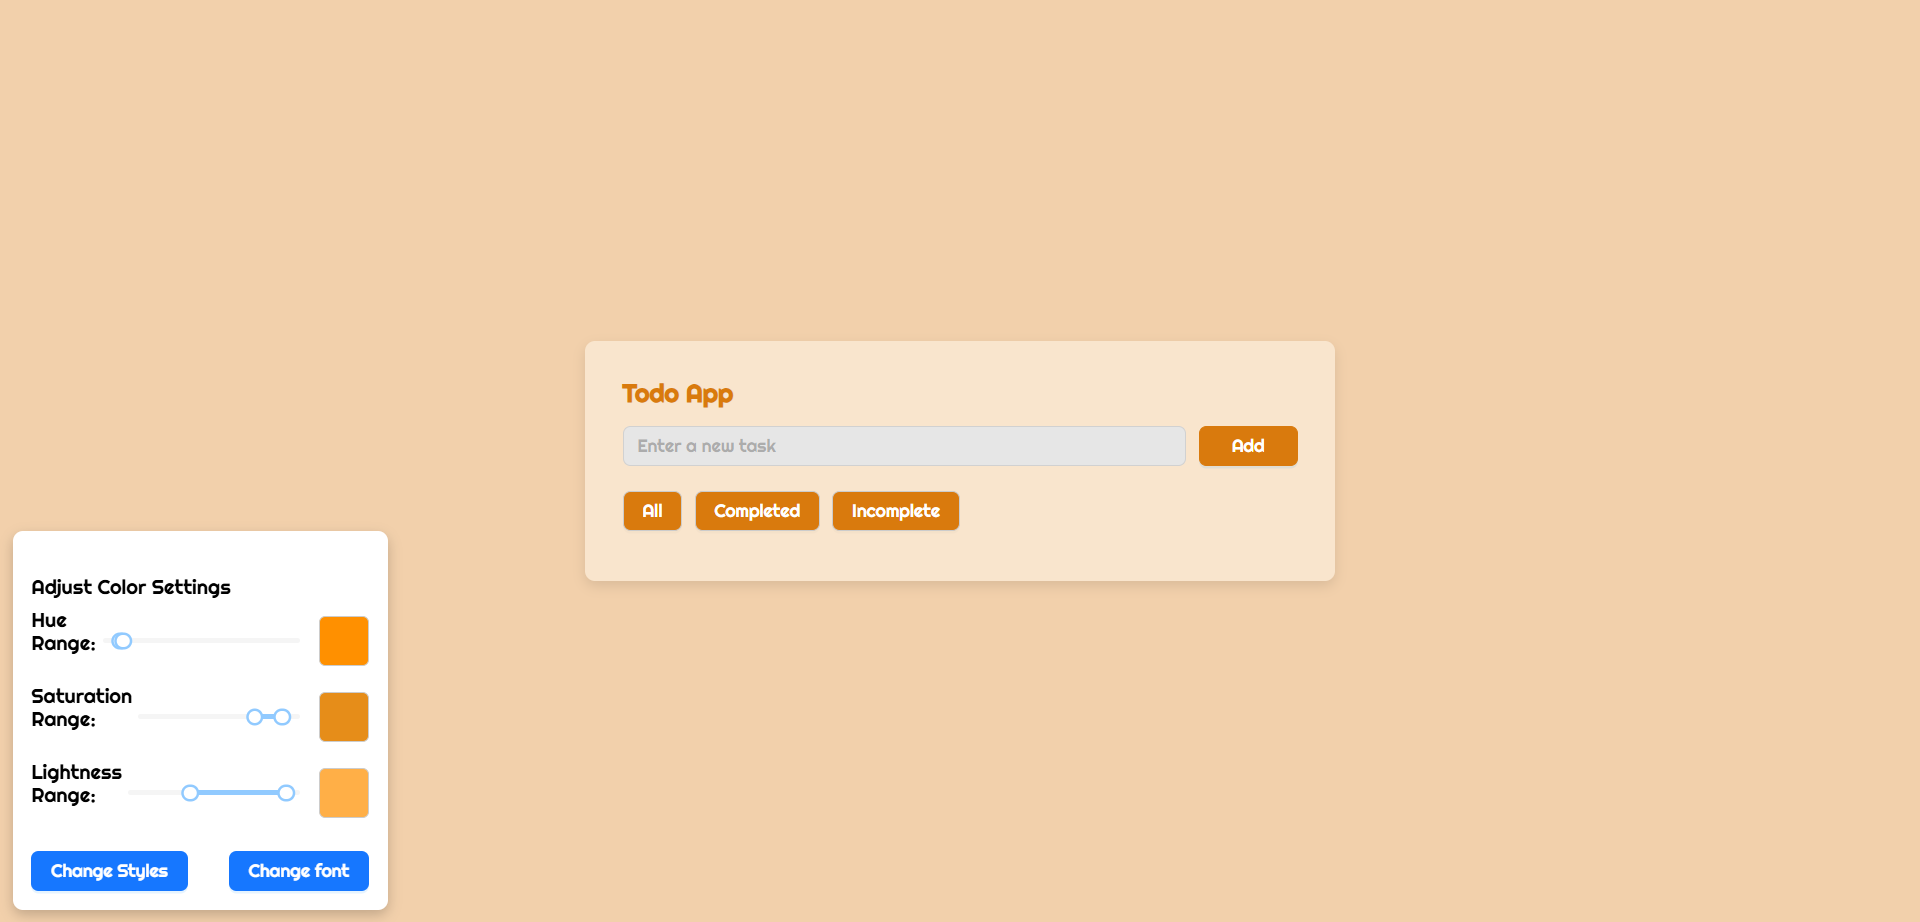 Todo App
Enter a new task
Add
All
Completed
Incomplete
Adjust Color Settings
Hue
Range:
Saturation
Range:
Lightness
Range:
Change Styles
Change font